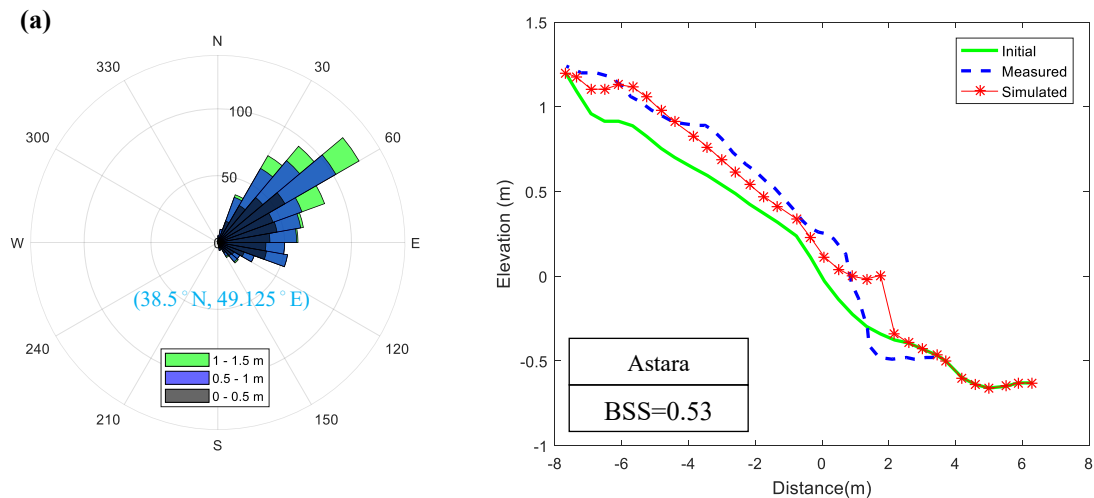 (a)
N
30
60
E
120
150
S
210
240
W
300
330
100
50
0
(38.5°N, 49.125°E)
1 - 1.5 m
0.5 - 1 m
0 - 0.5 m
1.5
1
0.5
0
-0.5
-1
Elevation (m)
-8
-6
-4
-2
0
2
4
6
8
Distance(m)
Initial
Measured
Simulated
Astara
BSS=0.53